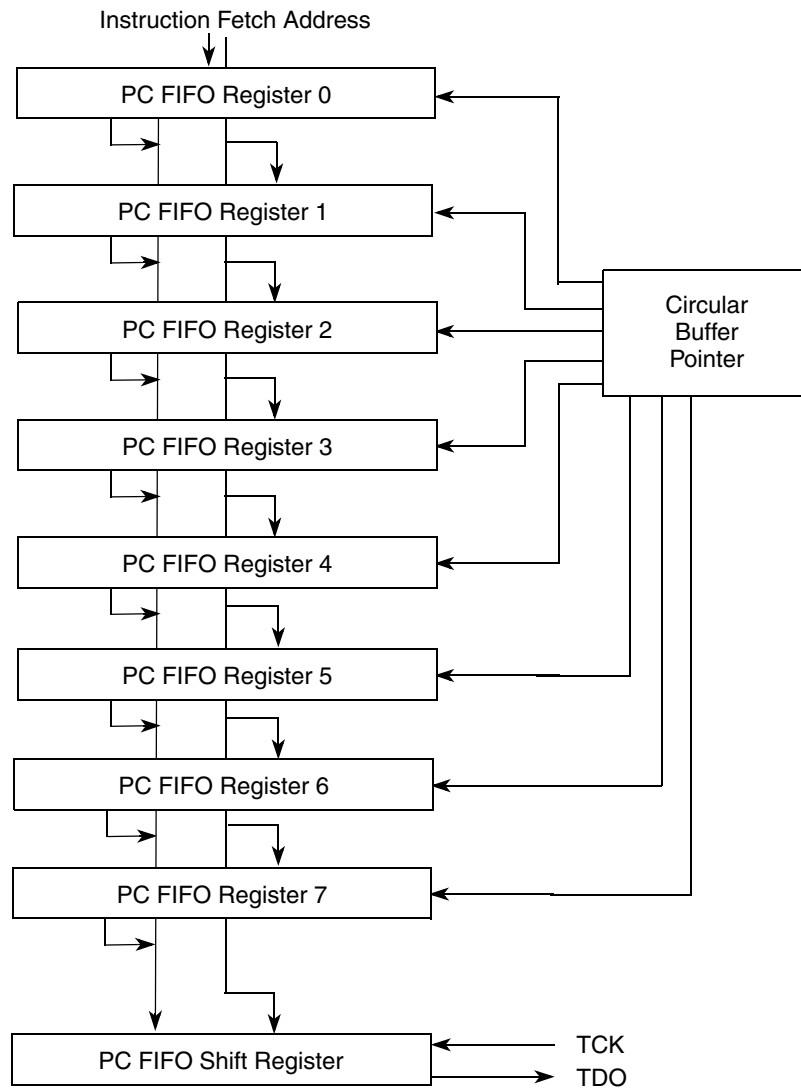 Instruction Fetch Address
PC FIFO Register 0
PC FIFO Register 1
PC FIFO Register 2
Circular
Buffer
Pointer
PC FIFO Register 3
PC FIFO Register 4
PC FIFO Register 5
PC FIFO Register 6
PC FIFO Register 7
PC FIFO Shift Register
TCK
TDO